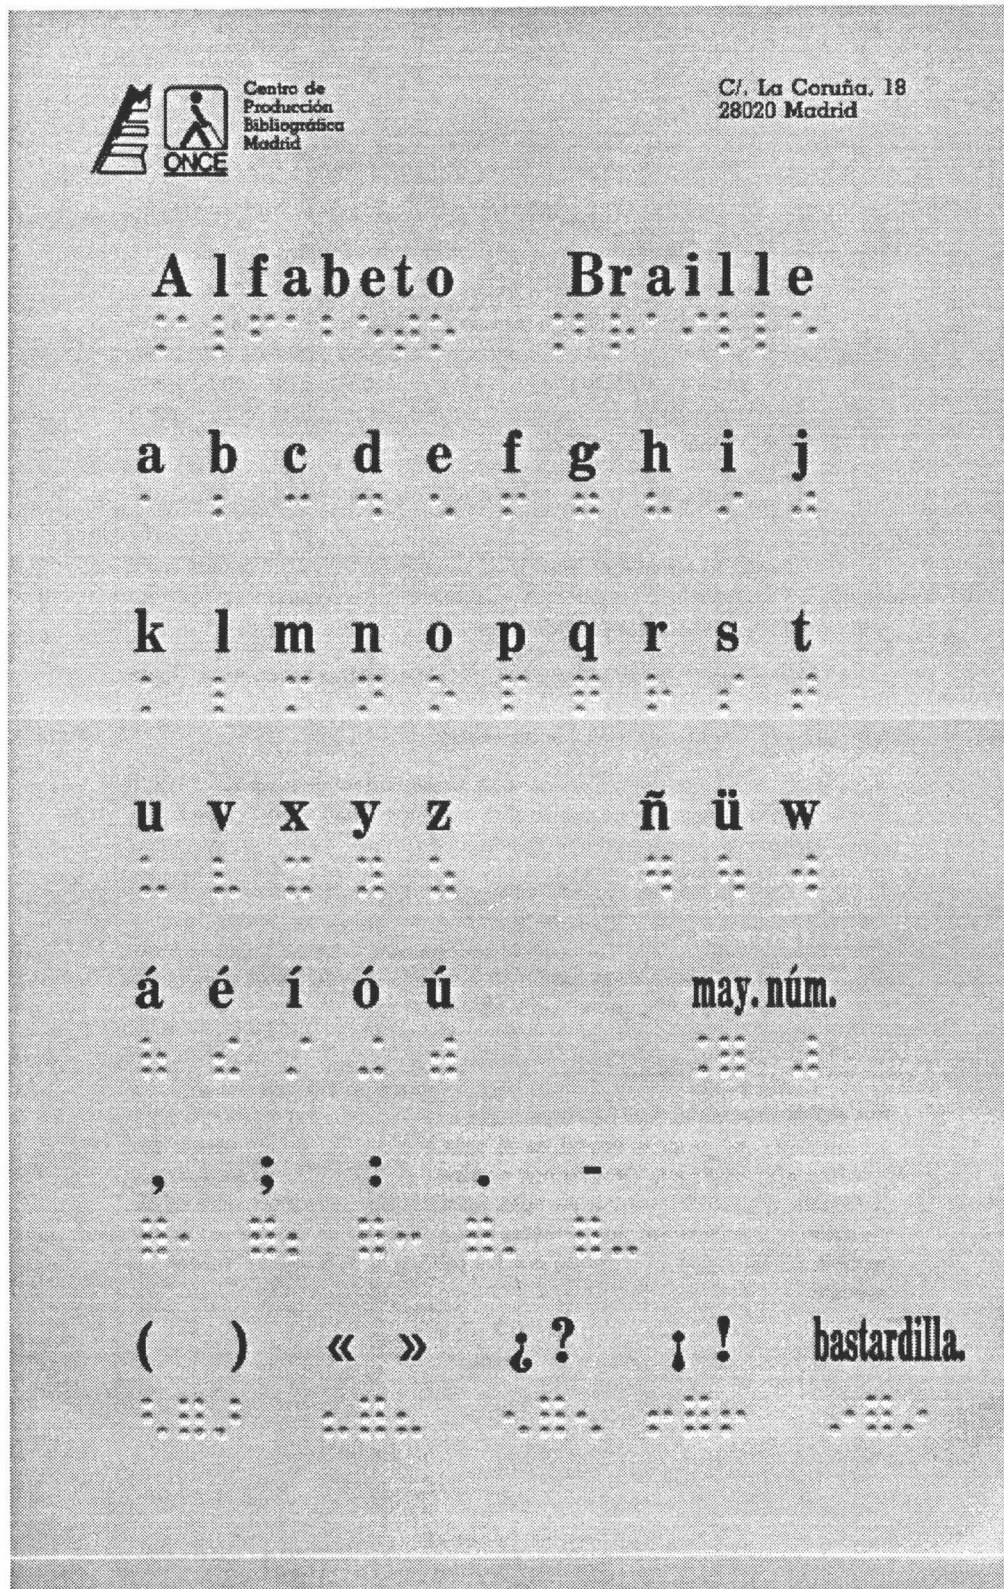 Centro de
Producción
Bibliográfica
Madrid
ONCE
C/. La Coruña, 18
28020 Madrid
Alfabeto Braille
a b c d e f g h i j
k l m n o p q r s t
u v x y z ñ ü w
á é í ó ú may. núm.
, ; : . -
( ) « » ¿ ? ¡ ! bastardilla.